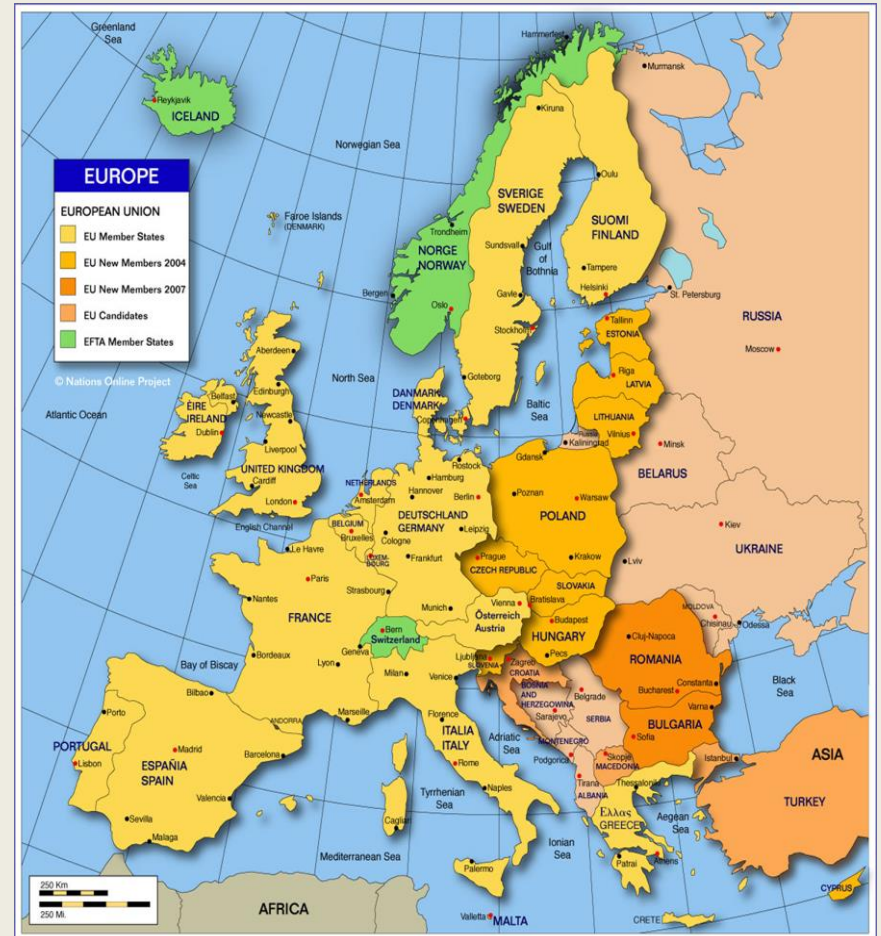 Greenland
Sea
Hammerfest
Murmansk
Reykjavik
ICELAND
Kiruna
Norwegian Sea
EUROPE
EUROPEAN UNION
EU Member States
EU New Members 2004
EU New Members 2007
EU Candidates
EFTA Member States
© Nations Online Project
Oulu
SVERIGE
SWEDEN
SUOMI
FINLAND
Faroe Islands
(DENMARK)
Trondheim
NORGE
NORWAY
Sundsvall
Gulf
of
Bothnia
Tampere
Helsinki
Bergen
Oslo
Gavle
St. Petersburg
Stockholm
Tallinn
ESTONIA
RUSSIA
Moscow
Aberdeen
Edinburgh
North Sea
Goteborg
Riga
LATVIA
Atlantic Ocean
Belfast
ÉIRE
IRELAND
Dublin
Newcastle
DANMARK
DENMARK
Copenhagen
Baltic
Sea
LITHUANIA
Vilnius
Kaliningrad
Minsk
BELARUS
Liverpool
Celtic
Sea
UNITED KINGDOM
Cardiff
London
English Channel
NETHERLANDS
Amsterdam
Rostock
Hamburg
Hannover
Berlin
Gdansk
Poznan
Warsaw
POLAND
DEUTSCHLAND
GERMANY
Leipzig
BELGIUM
Bruxelles
Cologne
LUXEM-
BOURG
Frankfurt
Le Havre
Paris
Prague
CZECH REPUBLIC
Krakow
Lviv
Kiev
UKRAINE
SLOVAKIA
Strasbourg
Nantes
FRANCE
Munich
Vienna
Bratislava
Österreich
Austria
Budapest
HUNGARY
Pecs
MOLDOVA
Chisinau
Odessa
Bern
Switzerland
Geneva
Bordeaux
Lyon
Bay of Biscay
Milan
Venice
Ljubljana
SLOVENIA
Zagreb
CROATIA
Cluj-Napoca
ROMANIA
Bucharest
Constanta
BOSNIA
AND
HERZEGOWINA
Sarajevo
Belgrade
SERBIA
Black
Sea
Varna
BULGARIA
Sofia
Bilbao
Porto
ANDORRA
Marseille
Florence
ITALIA
ITALY
Adriatic
Sea
MONTENEGRO
Podgorica
Skopje
MACEDONIA
Istanbul
ASIA
PORTUGAL
Lisbon
Madrid
ESPAÑIA
SPAIN
Barcelona
Rome
Tirana
ALBANIA
Thessaloniki
TURKEY
Valencia
Tyrrhenian
Sea
Naples
Ελλας
GREECE
Aegean
Sea
Sevilla
Malaga
Cagliari
Mediterranean Sea
Palermo
Ionian
Sea
Patrai
Athens
250 Km
250 Mi.
AFRICA
Valletta
MALTA
CRETE
CYPRUS